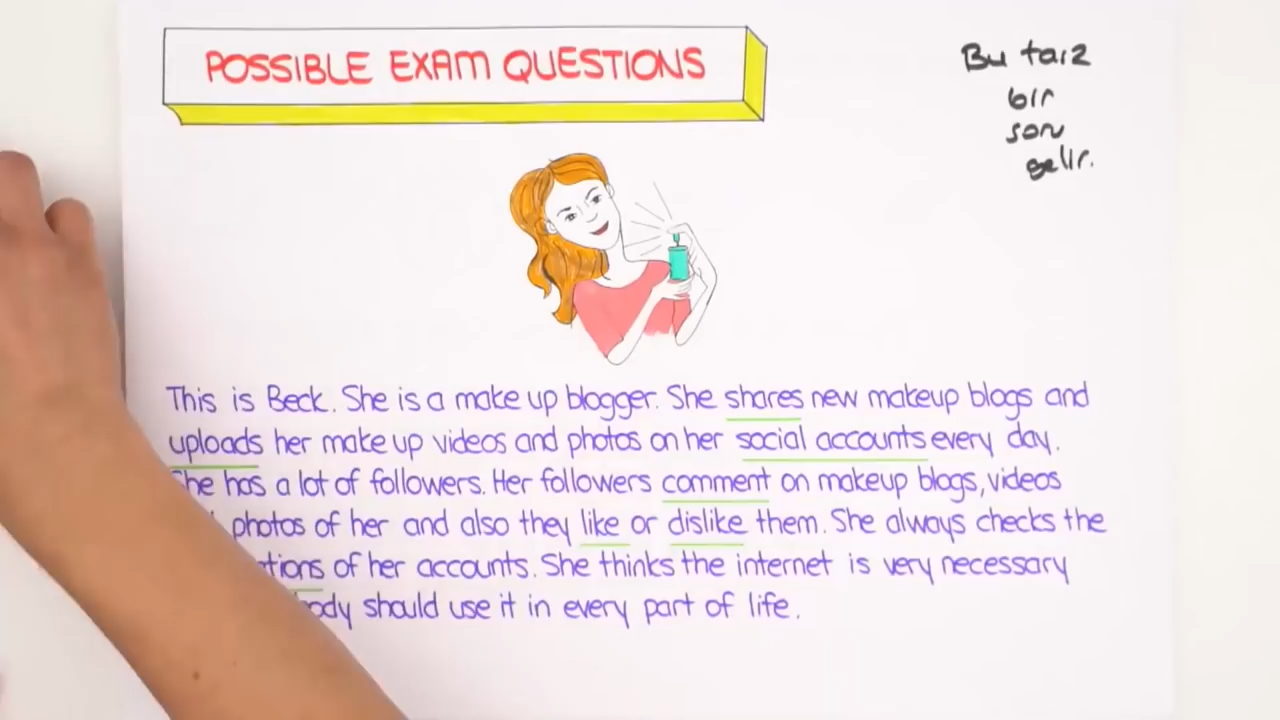 POSSIBLE EXAM QUESTIONS
Bu tarz
bir
soru
gelir.
This is Beck. She is a make up blogger. She shares new makeup blogs and
uploads her make up videos and photos on her social accounts every day.
She has a lot of followers. Her followers comment on makeup blogs, videos
photos of her and also they like or dislike them. She always checks the
of her accounts. She thinks the internet is very necessary
should use it in every part of life.